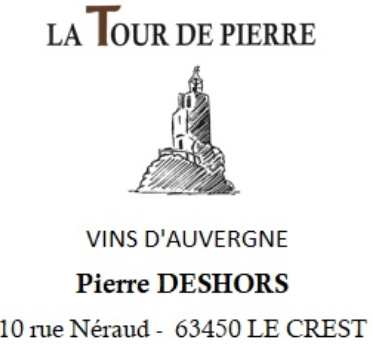 LA TOUR DE PIERRE
VINS D'AUVERGNE
Pierre DESHORS
10 rue Néraud - 63450 LE CREST